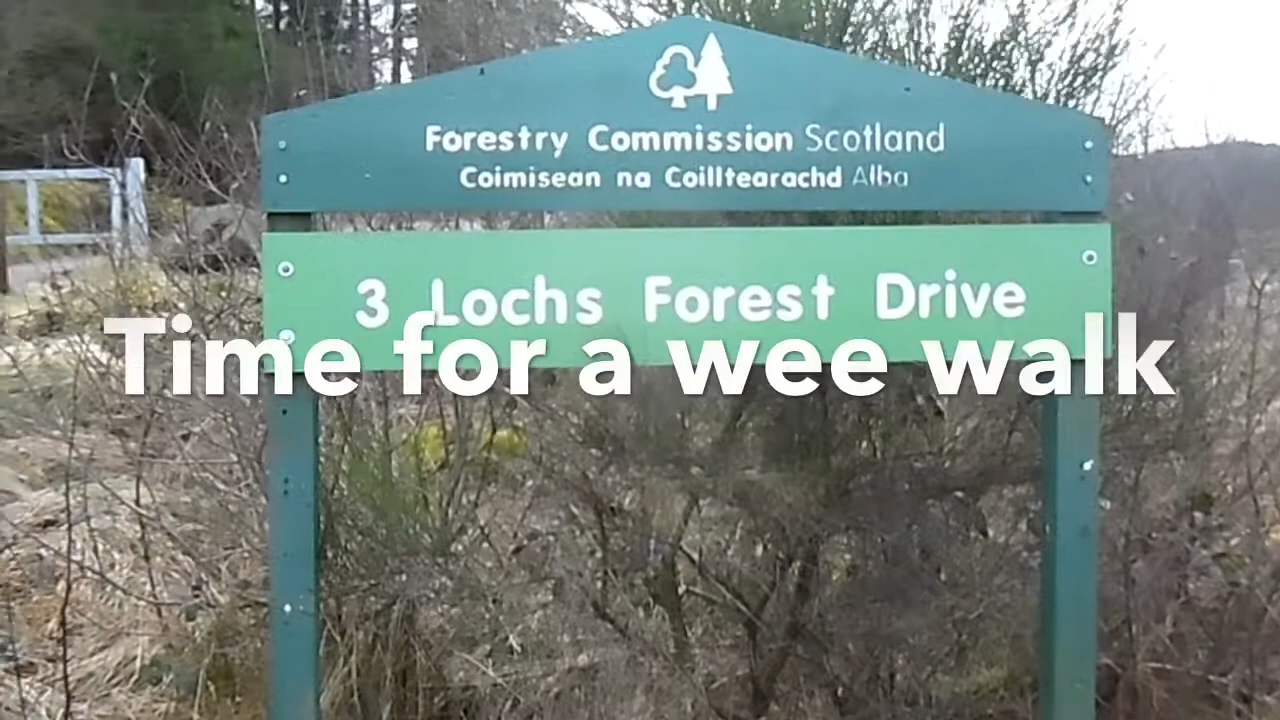 Forestry Commission Scotland
Coimisean na Coilltearachd Alba
3 Lochs Forest Drive
Time for a wee walk